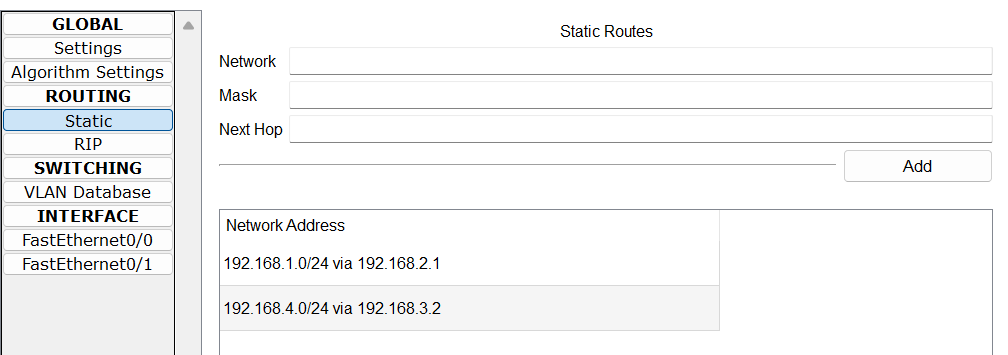 GLOBAL
Settings
Algorithm Settings
ROUTING
Static
RIP
SWITCHING
VLAN Database
INTERFACE
FastEthernet0/0
FastEthernet0/1
Static Routes
Network
Mask
Next Hop
Add
Network Address
192.168.1.0/24 via 192.168.2.1
192.168.4.0/24 via 192.168.3.2